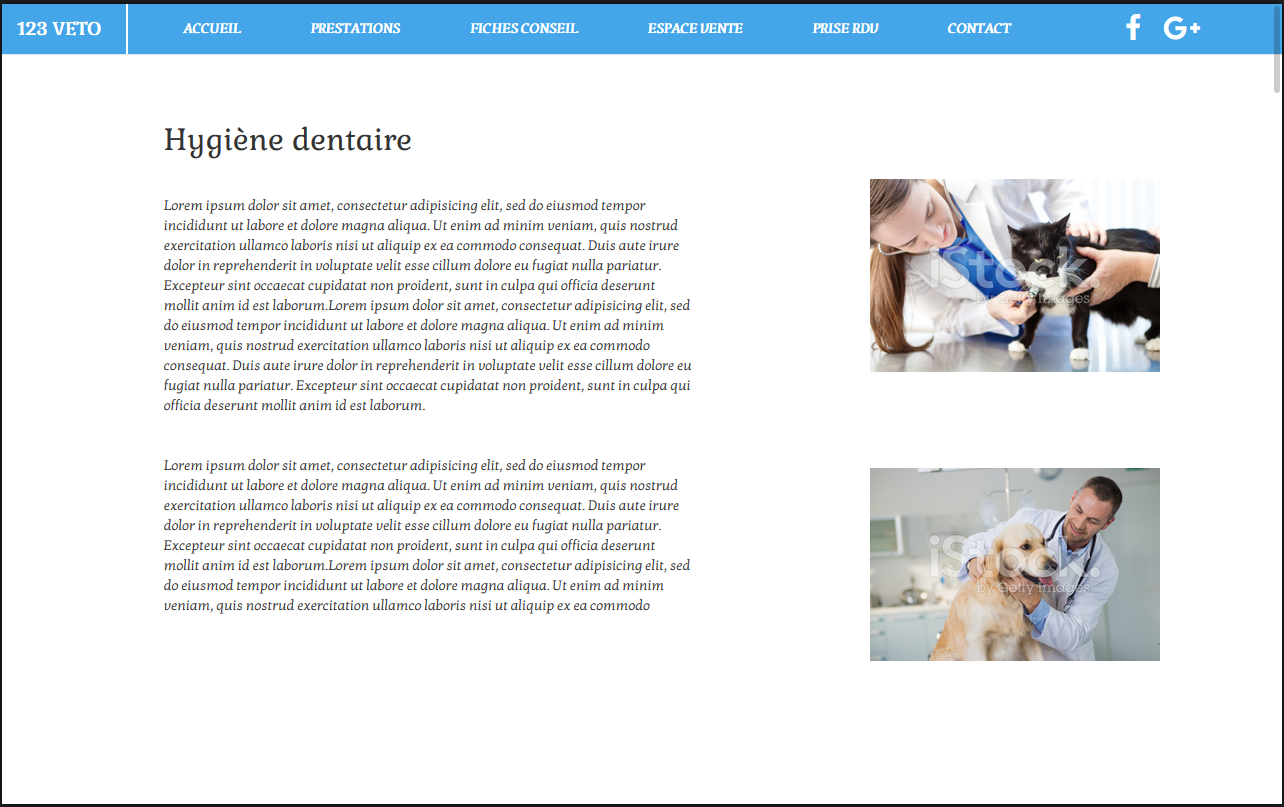 123 VETO
ACCUEIL
PRESTATIONS
FICHES CONSEIL
ESPACE VENTE
PRISE RDV
CONTACT
f
G+
Hygiène dentaire
Lorem ipsum dolor sit amet, consectetur adipisicing elit, sed do eiusmod tempor
incididunt ut labore et dolore magna aliqua. Ut enim ad minim veniam, quis nostrud
exercitation ullamco laboris nisi ut aliquip ex ea commodo consequat. Duis aute irure
dolor in reprehenderit in voluptate velit esse cillum dolore eu fugiat nulla pariatur.
Excepteur sint occaecat cupidatat non proident, sunt in culpa qui officia deserunt
mollit anim id est laborum.Lorem ipsum dolor sit amet, consectetur adipisicing elit, sed
do eiusmod tempor incididunt ut labore et dolore magna aliqua. Ut enim ad minim
veniam, quis nostrud exercitation ullamco laboris nisi ut aliquip ex ea commodo
consequat. Duis aute irure dolor in reprehenderit in voluptate velit esse cillum dolore eu
fugiat nulla pariatur. Excepteur sint occaecat cupidatat non proident, sunt in culpa qui
officia deserunt mollit anim id est laborum.
Lorem ipsum dolor sit amet, consectetur adipisicing elit, sed do eiusmod tempor
incididunt ut labore et dolore magna aliqua. Ut enim ad minim veniam, quis nostrud
exercitation ullamco laboris nisi ut aliquip ex ea commodo consequat. Duis aute irure
dolor in reprehenderit in voluptate velit esse cillum dolore eu fugiat nulla pariatur.
Excepteur sint occaecat cupidatat non proident, sunt in culpa qui officia deserunt
mollit anim id est laborum.Lorem ipsum dolor sit amet, consectetur adipisicing elit, sed
do eiusmod tempor incididunt ut labore et dolore magna aliqua. Ut enim ad minim
veniam, quis nostrud exercitation ullamco laboris nisi ut aliquip ex ea commodo
iStock.
by Getty Images
iStock.
by Getty Images